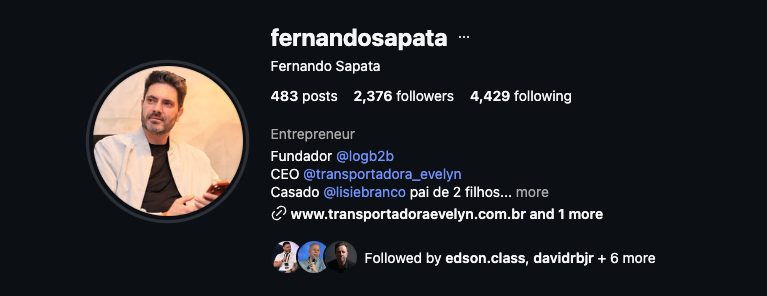 fernandosapata ...
Fernando Sapata
483 posts 2,376 followers 4,429 following
Entrepreneur
Fundador @logb2b
CEO @transportadora_evelyn
Casado @lisiebranco pai de 2 filhos... more
www.transportadoraevelyn.com.br and 1 more
Followed by edson.class, davidrbjr + 6 more